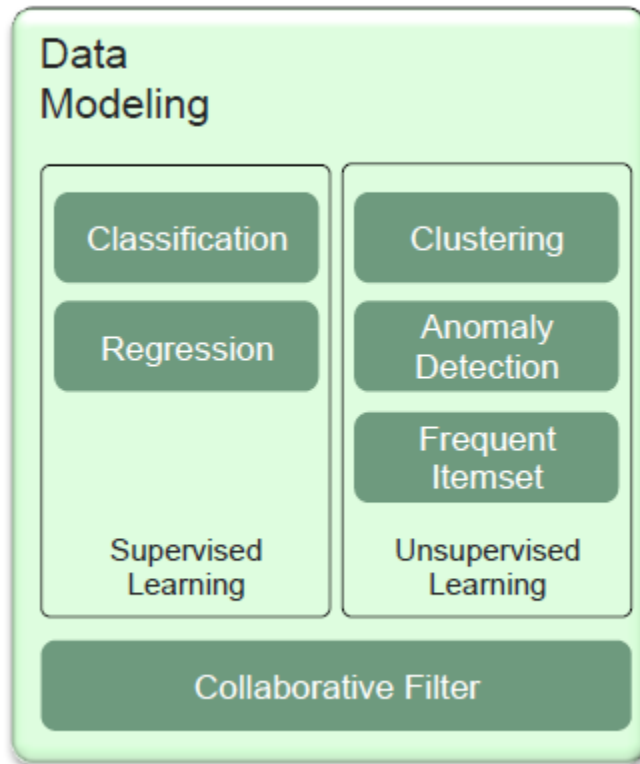 Data
Modeling
Classification
Regression
Supervised
Learning
Clustering
Anomaly
Detection
Frequent
Itemset
Unsupervised
Learning
Collaborative Filter